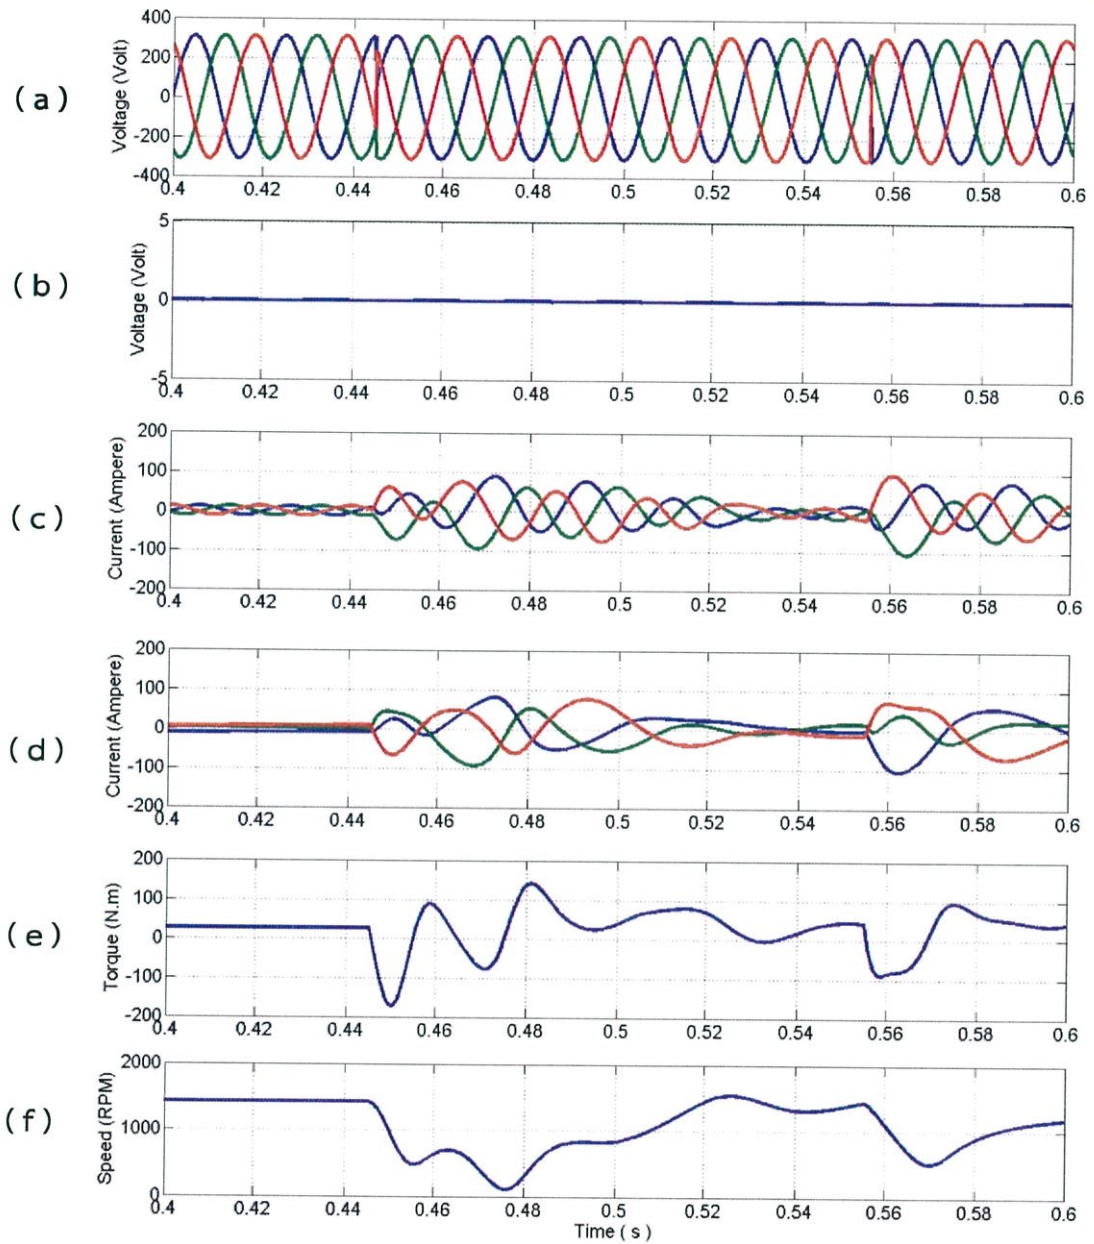 (a)
Voltage (Volt)
400
200
0
-200
-400
0.4 0.42 0.44 0.46 0.48 0.5 0.52 0.54 0.56 0.58 0.6
(b)
Voltage (Volt)
5
0
-5
0.4 0.42 0.44 0.46 0.48 0.5 0.52 0.54 0.56 0.58 0.6
(c)
Current (Ampere)
200
100
0
-100
-200
0.4 0.42 0.44 0.46 0.48 0.5 0.52 0.54 0.56 0.58 0.6
(d)
Current (Ampere)
200
100
0
-100
-200
0.4 0.42 0.44 0.46 0.48 0.5 0.52 0.54 0.56 0.58 0.6
(e)
Torque (N.m)
200
100
0
-100
-200
0.4 0.42 0.44 0.46 0.48 0.5 0.52 0.54 0.56 0.58 0.6
(f)
Speed (RPM)
2000
1000
0
0.4 0.42 0.44 0.46 0.48 0.5 0.52 0.54 0.56 0.58 0.6
Time ( s )